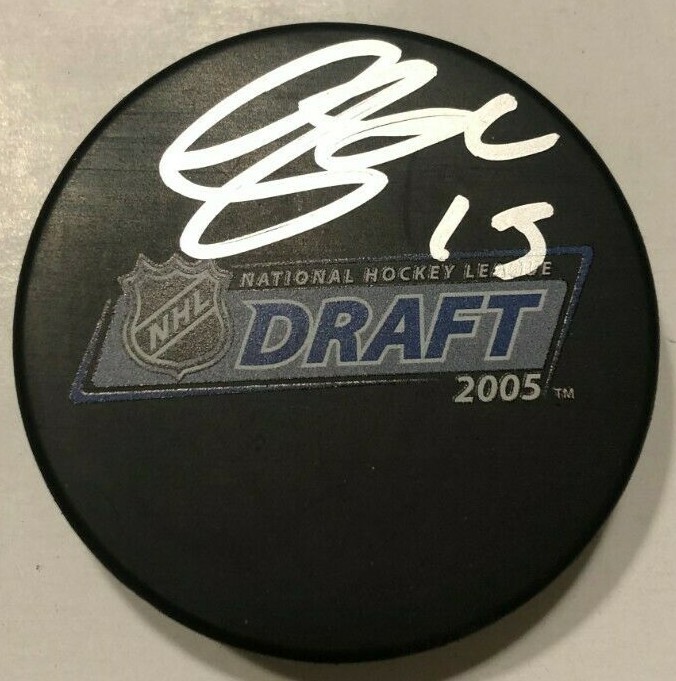 15
NATIONAL HOCKEY LEAGUE
NHL
DRAFT
2005 TM